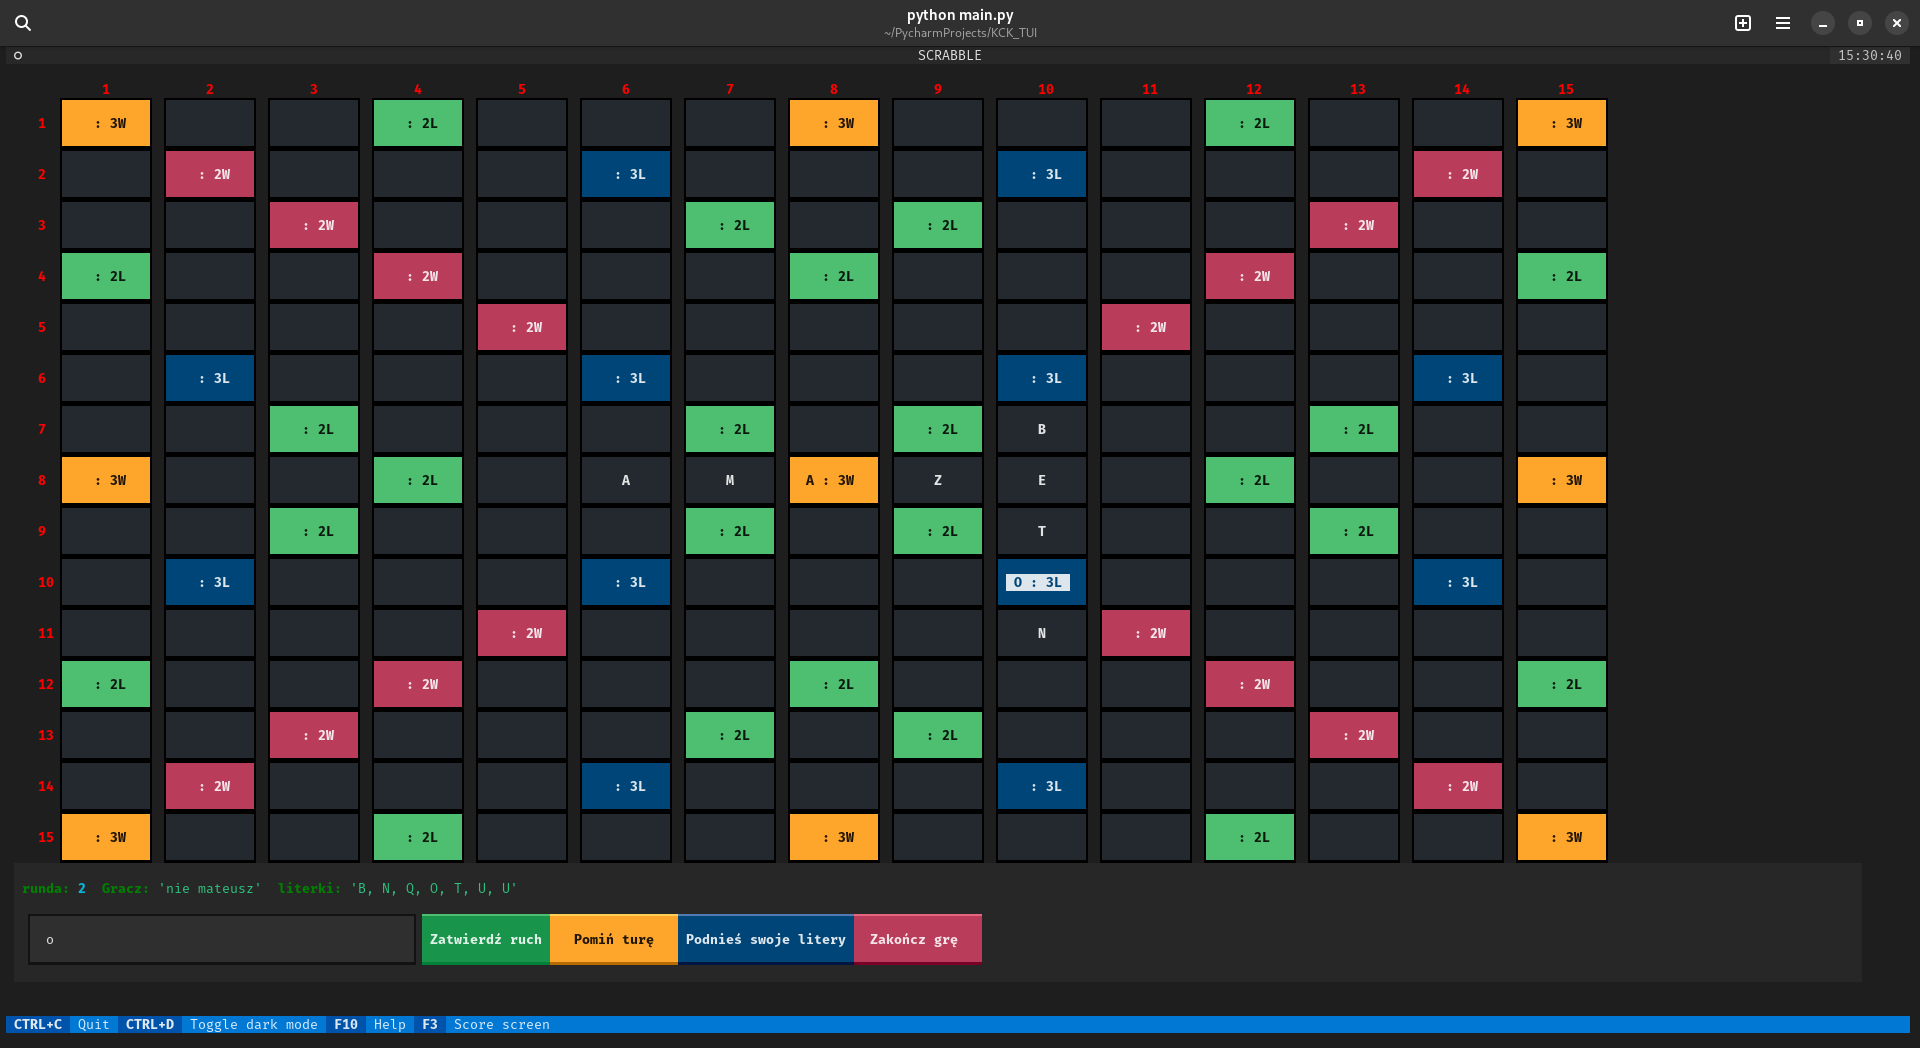 python main.py
~/PycharmProjects/KCK_TUI
SCRABBLE 15:30:40
1 2 3 4 5 6 7 8 9 10 11 12 13 14 15
1 : 3W : 2L : 3W : 2L : 3W
2 : 2W : 3L : 3L : 2W
3 : 2W : 2L : 2L : 2W
4 : 2L : 2W : 2L : 2W : 2L
5 : 2W : 2W
6 : 3L : 3L : 3L : 3L
7 : 2L : 2L : 2L B : 2L
8 : 3W : 2L A M A : 3W Z E : 2L : 3W
9 : 2L : 2L : 2L T : 2L
10 : 3L : 3L O : 3L : 3L
11 : 2W N : 2W
12 : 2L : 2W : 2L : 2W : 2L
13 : 2W : 2L : 2L : 2W
14 : 2W : 3L : 3L : 2W
15 : 3W : 2L : 3W : 2L : 3W
runda: 2 Gracz: 'nie mateusz' literki: 'B, N, Q, O, T, U, U'
o Zatwierdź ruch Pomiń turę Podnieś swoje litery Zakończ grę
CTRL+C Quit CTRL+D Toggle dark mode F10 Help F3 Score screen